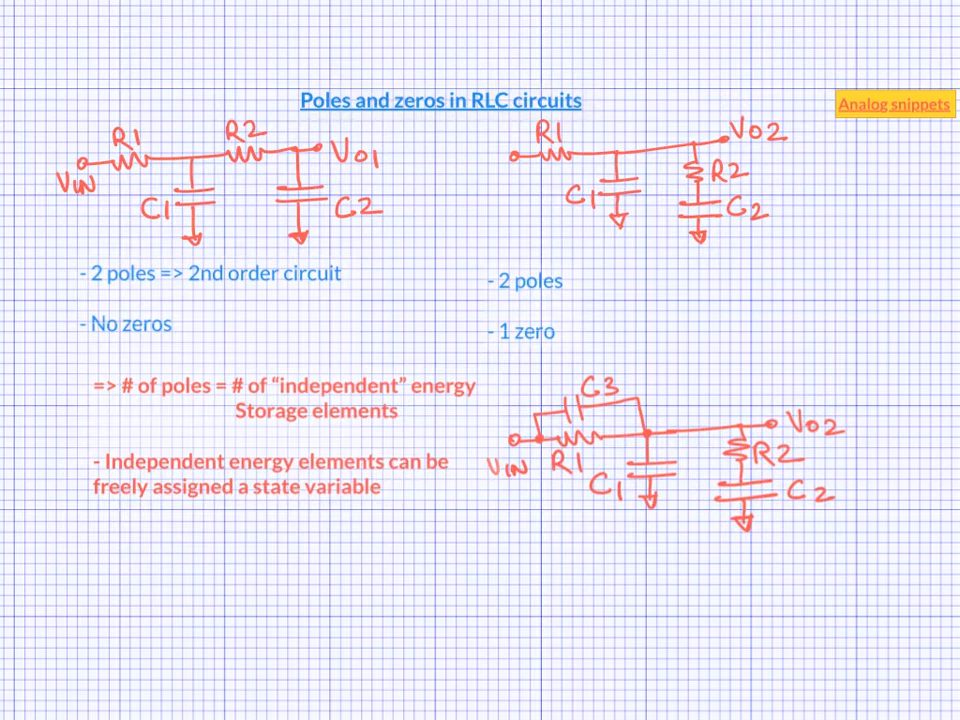 Poles and zeros in RLC circuits
Analog snippets
R1
R2
VIN
VO1
C1
C2
R1
VO2
C1
R2
C2
- 2 poles => 2nd order circuit
- No zeros
- 2 poles
- 1 zero
=> # of poles = # of “independent” energy
Storage elements
- Independent energy elements can be
freely assigned a state variable
C3
VIN
R1
VO2
C1
R2
C2